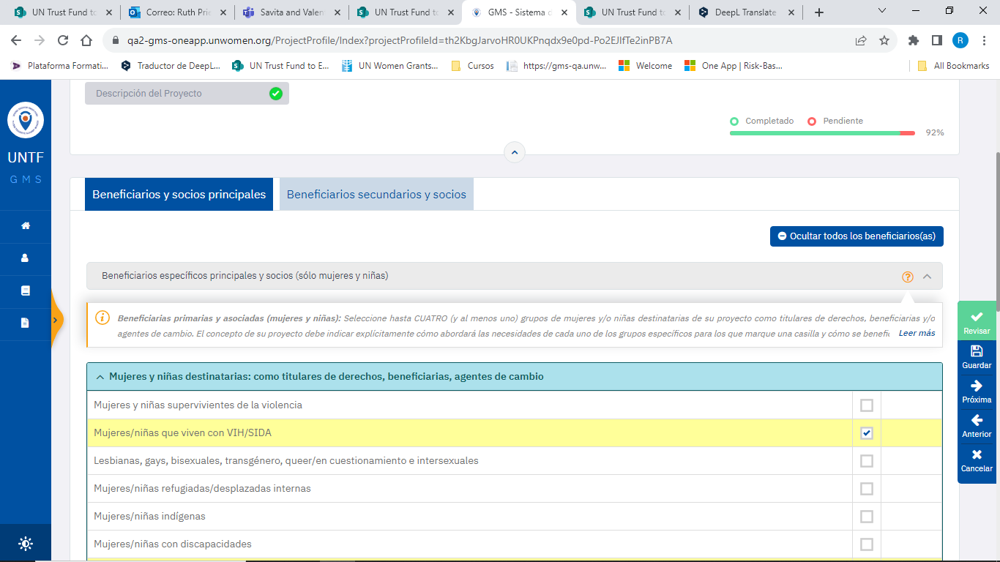 UN Trust Fund to
Correo: Ruth Prie
Savita and Valen
UN Trust Fund to
GMS - Sistema d
UN Trust Fund to
DeepL Translate
qa2-gms-oneapp.unwomen.org/ProjectProfile/Index?projectProfileId=th2KbgJarvoHR0UKPnqdx9e0pd-Po2EJlfTe2inPB7A
R
Plataforma Formati...
Traductor de DeepL...
UN Trust Fund to E...
UN Women Grants...
Cursos
https://gms-qa.unw...
Welcome
One App | Risk-Bas...
All Bookmarks
UNTF
GMS
Descripción del Proyecto
Completado
Pendiente
92%
Beneficiarios y socios principales
Beneficiarios secundarios y socios
Ocultar todos los beneficiarios(as)
Beneficiarios específicos principales y socios (sólo mujeres y niñas)
Beneficiarias primarias y asociadas (mujeres y niñas): Seleccione hasta CUATRO (y al menos uno) grupos de mujeres y/o niñas destinatarias de su proyecto como titulares de derechos, beneficiarias y/o
agentes de cambio. El concepto de su proyecto debe indicar explícitamente cómo abordará las necesidades de cada uno de los grupos específicos para los que marque una casilla y cómo se benefic Leer más
Mujeres y niñas destinatarias: como titulares de derechos, beneficiarias, agentes de cambio
Mujeres y niñas supervivientes de la violencia
Mujeres/niñas que viven con VIH/SIDA
Lesbianas, gays, bisexuales, transgénero, queer/en cuestionamiento e intersexuales
Mujeres/niñas refugiadas/desplazadas internas
Mujeres/niñas indígenas
Mujeres/niñas con discapacidades
Revisar
Guardar
Próxima
Anterior
Cancelar